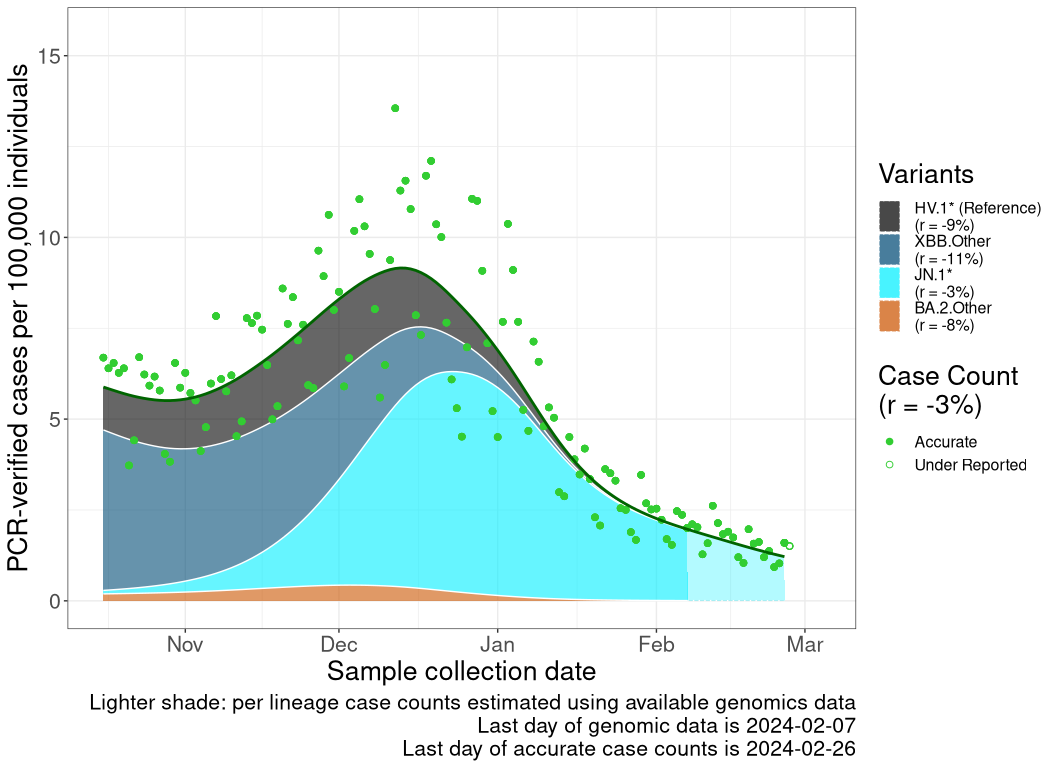 PCR-verified cases per 100,000 individuals
15
10
5
0
Nov
Dec
Jan
Feb
Mar
Sample collection date
Lighter shade: per lineage case counts estimated using available genomics data
Last day of genomic data is 2024-02-07
Last day of accurate case counts is 2024-02-26
Variants
HV.1* (Reference)
(r = -9%)
XBB.Other
(r = -11%)
JN.1*
(r = -3%)
BA.2.Other
(r = -8%)
Case Count
(r = -3%)
Accurate
Under Reported